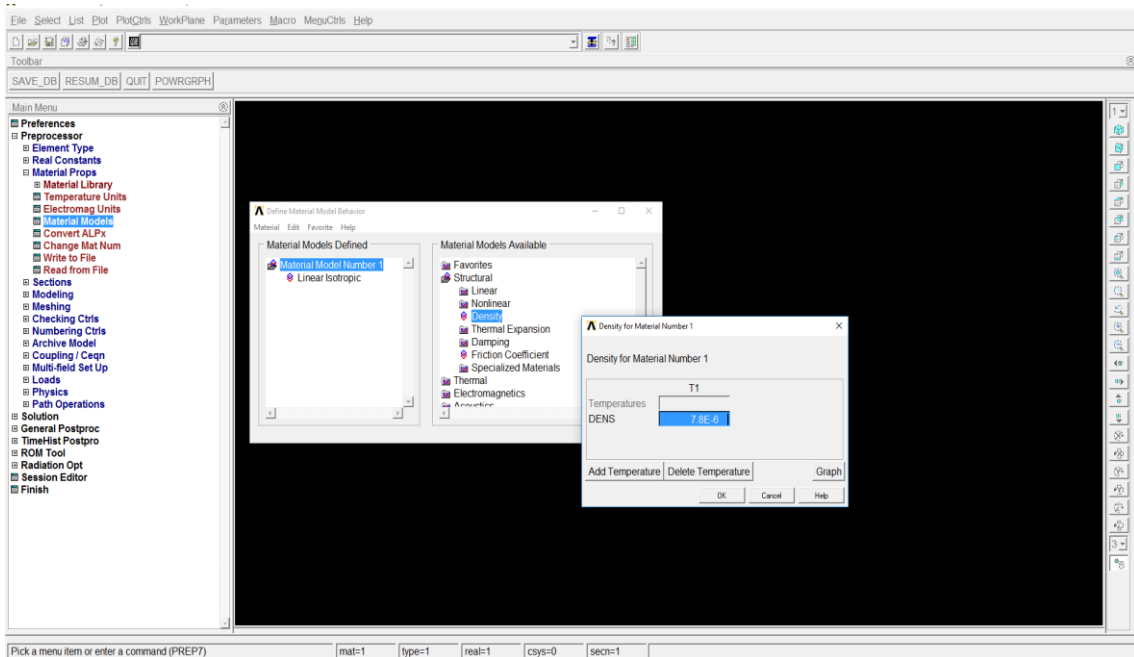 File Select List Plot PlotCtrls WorkPlane Parameters Macro MenuCtrls Help
Toolbar
SAVE_DB RESUM_DB QUIT POWRGRPH
Main Menu
Preferences
Preprocessor
Element Type
Real Constants
Material Props
Material Library
Temperature Units
Electromag Units
Material Models
Convert ALPx
Change Mat Num
Write to File
Read from File
Sections
Modeling
Meshing
Checking Ctrls
Numbering Ctrls
Archive Model
Coupling / Ceqn
Multi-field Set Up
Loads
Physics
Path Operations
Solution
General Postproc
TimeHist Postpro
ROM Tool
Radiation Opt
Session Editor
Finish
Define Material Model Behavior
Material Edit Favorite Help
Material Models Defined
Material Model Number 1
Linear Isotropic
Material Models Available
Favorites
Structural
Linear
Nonlinear
Density
Thermal Expansion
Damping
Friction Coefficient
Specialized Materials
Thermal
Electromagnetics
Acoustics
Density for Material Number 1
Density for Material Number 1
T1
Temperatures
DENS 7.8E-6
Add Temperature Delete Temperature Graph
OK Cancel Help
1
3
Pick a menu item or enter a command (PREP7) mat=1 type=1 real=1 csys=0 secn=1